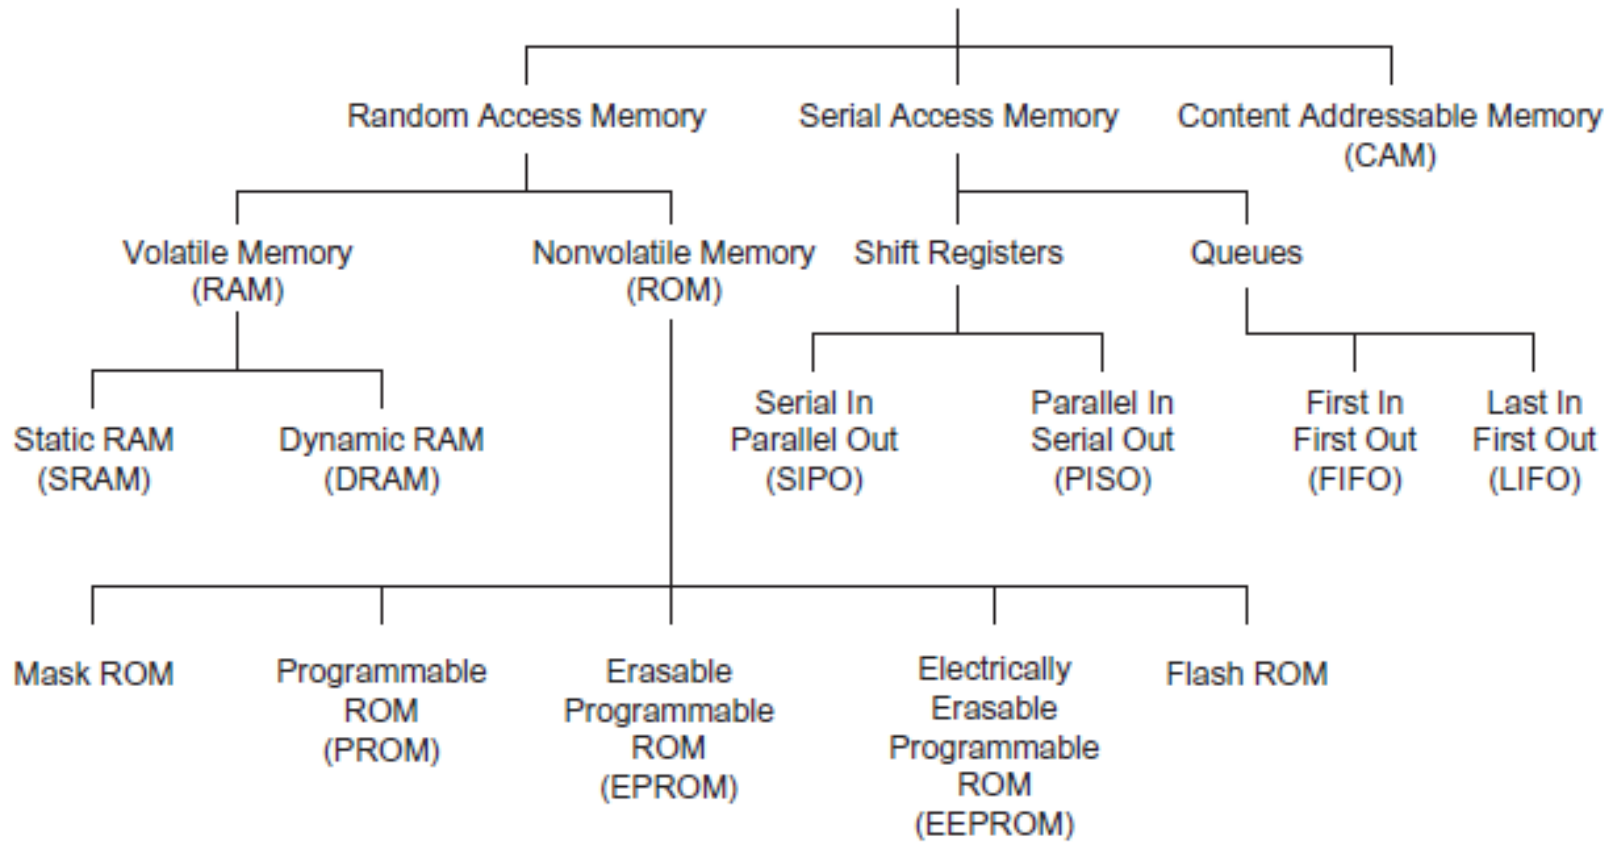 Random Access Memory
Serial Access Memory
Content Addressable Memory
(CAM)
Volatile Memory
(RAM)
Nonvolatile Memory
(ROM)
Shift Registers
Queues
Static RAM
(SRAM)
Dynamic RAM
(DRAM)
Serial In
Parallel Out
(SIPO)
Parallel In
Serial Out
(PISO)
First In
First Out
(FIFO)
Last In
First Out
(LIFO)
Mask ROM
Programmable
ROM
(PROM)
Erasable
Programmable
ROM
(EPROM)
Electrically
Erasable
Programmable
ROM
(EEPROM)
Flash ROM